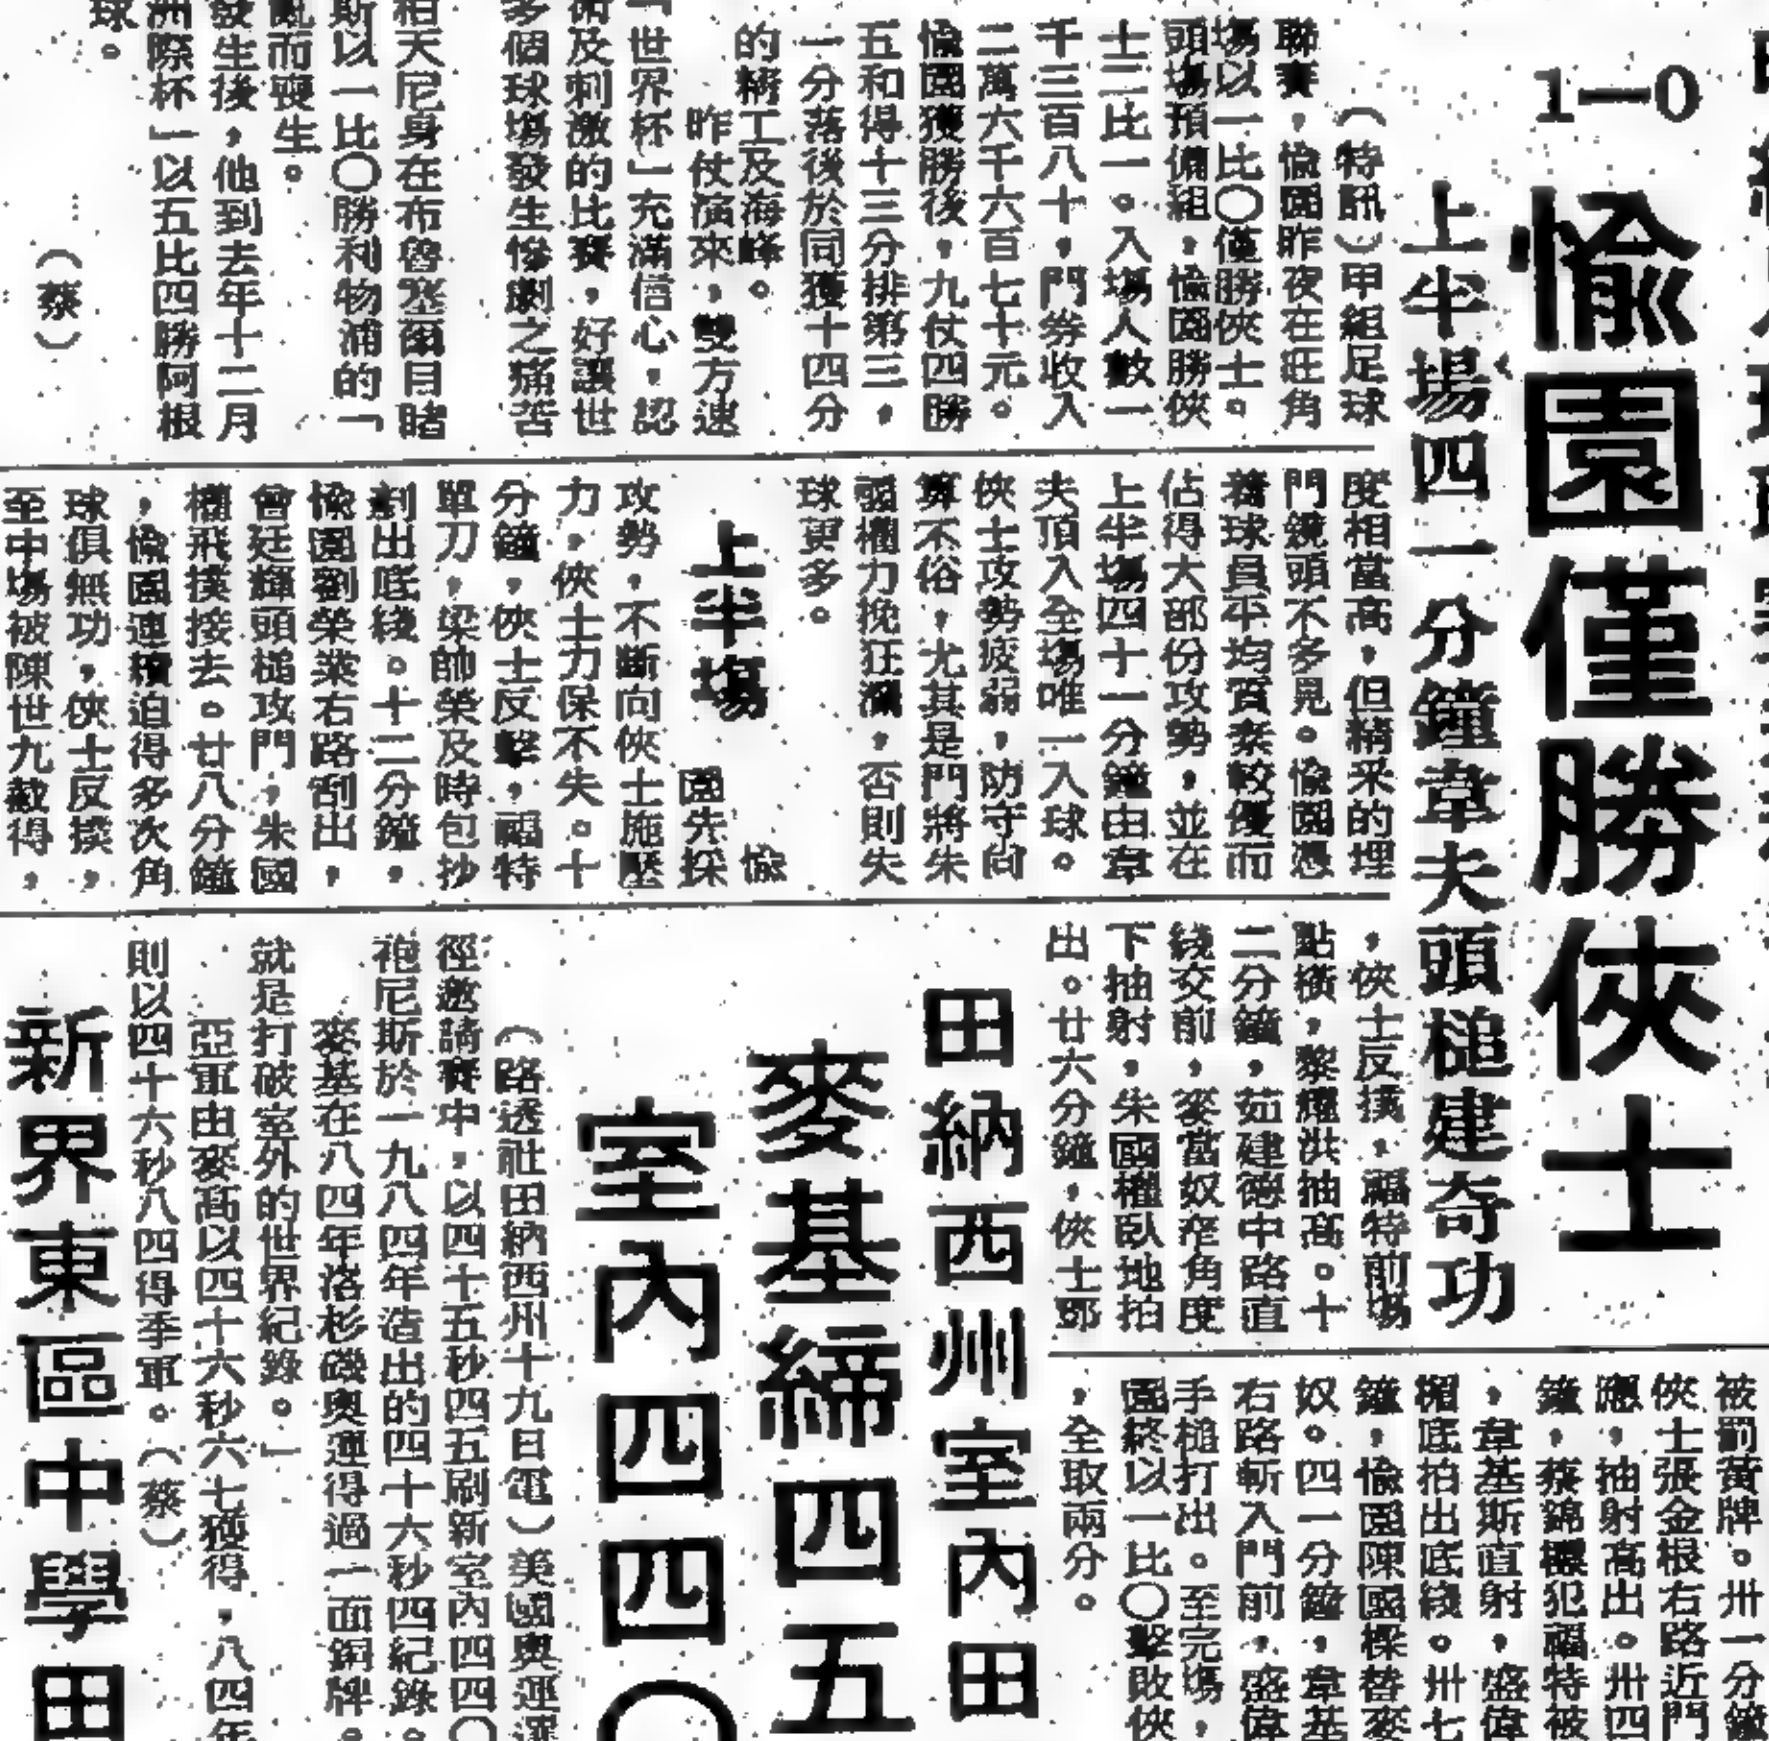 1—0
愉園僅勝俠士
上半場四一分鐘韋夫頭槌建奇功
（特訊）甲組足球
聯賽，愉園昨夜在旺角
場以一比〇僅勝俠士。
頭場預備組，愉園勝俠
士二比一。入場人數一
千三百八十，門券收入
二萬六千六百七十元。
愉園獲勝後，九仗四勝
五和得十三分排第三，
一分落後於同獲十四分
的精工及海蜂。
昨仗演來，雙方速
度相當高，但精采的埋
門鏡頭不多見。愉園憑
着球員平均質素較優而
佔得大部份攻勢，並在
上半場四十一分鐘由韋
夫頂入全場唯一入球。
俠士攻勢疲弱，防守尙
算不俗，尤其是門將朱
國權力挽狂瀾，否則失
球更多。
上半場
愉
園先採
攻勢，不斷向俠士施壓
力，俠士力保不失。十
分鐘，俠士反擊，福特
單刀，梁帥榮及時包抄
剷出底綫。十二分鐘，
愉園劉榮業右路刮出，
曾廷輝頭槌攻門，朱國
權飛撲接去。廿八分鐘
，愉園連續迫得多次角
球俱無功，俠士反撲，
至中場被陳世九截得，
，俠士反撲，福特前場
點橫，黎耀洪抽高。十
二分鐘，茹建德中路直
綫交前，麥當奴窄角度
下抽射，朱國權臥地拍
出。廿六分鐘，俠士鄧
被罰黃牌。卅一分鐘
俠士張金根右路近門
應，抽射高出。卅四
鐘，蔡錦標犯福特被
，韋基斯直射，盛偉
權底拍出底綫。卅七
鐘，愉園陳國樑替麥
奴。四一分鐘，韋基
右路斬入門前，盛偉
手槌打出。至完場，
園終以一比〇擊敗俠
，全取兩分。
「世界杯」充滿信心，認
術及刺激的比賽，好讓世
多個球場發生慘劇之痛苦
相天尼身在布魯塞爾目睹
斯以一比〇勝利物浦的「
亂而喪生。
發生後，他到去年十二月
洲際杯」以五比四勝阿根
球。
（蔡）
田納西州室內田
麥基締四五
室內四四〇
（路透社田納西州十九日電）美國奧運選
徑邀請賽中，以四十五秒四五刷新室內四四〇
袍尼斯於一九八四年造出的四十六秒四紀錄。
麥基在八四年洛杉磯奧運得過一面銅牌。
就是打破室外的世界紀錄。」
亞軍由麥高以四十六秒六七獲得，八四年
則以四十六秒八四得季軍。（蔡）
新界東區中學田